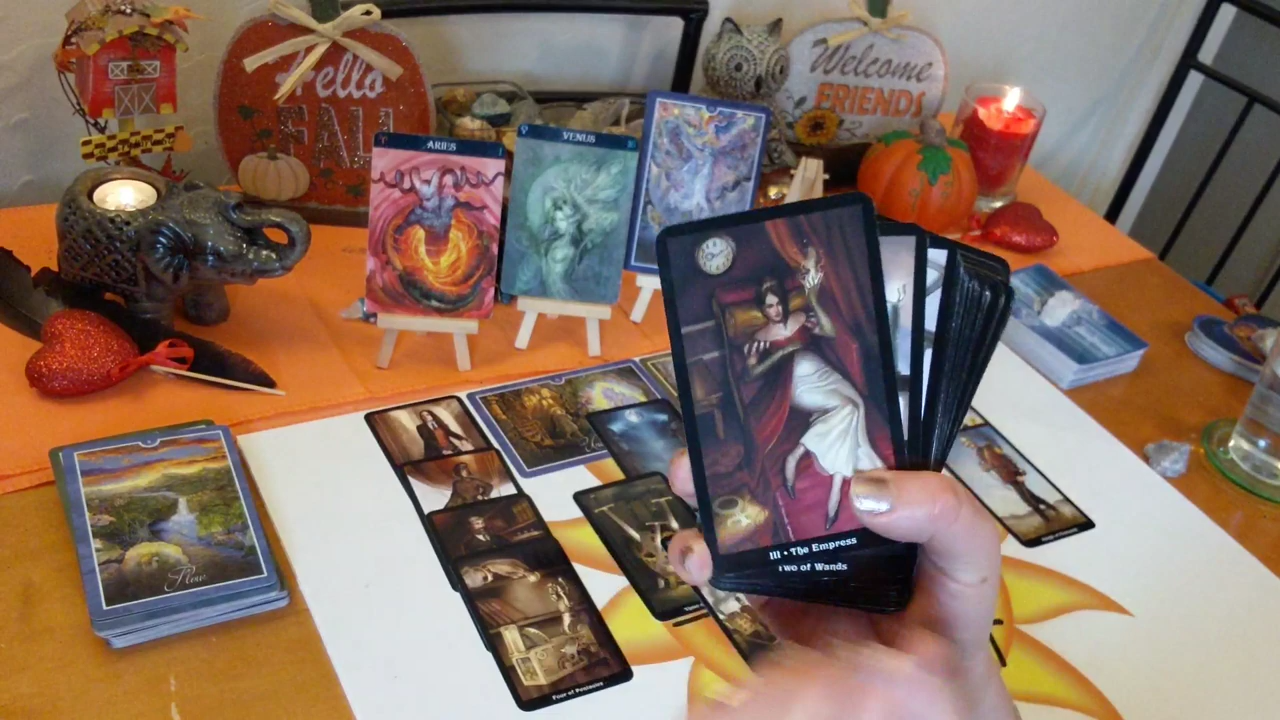 Hello
FALL
Welcome
FRIENDS
ARIES
VENUS
III • The Empress
Two of Wands
Flow
Four of Pentacles